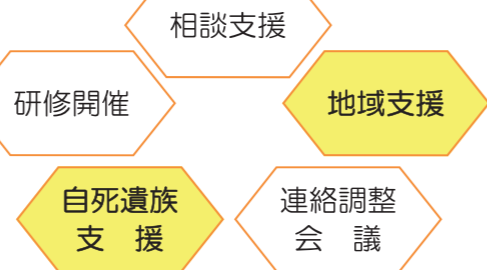 相談支援
研修開催
地域支援
自死遺族
支　援
連絡調整
会　議